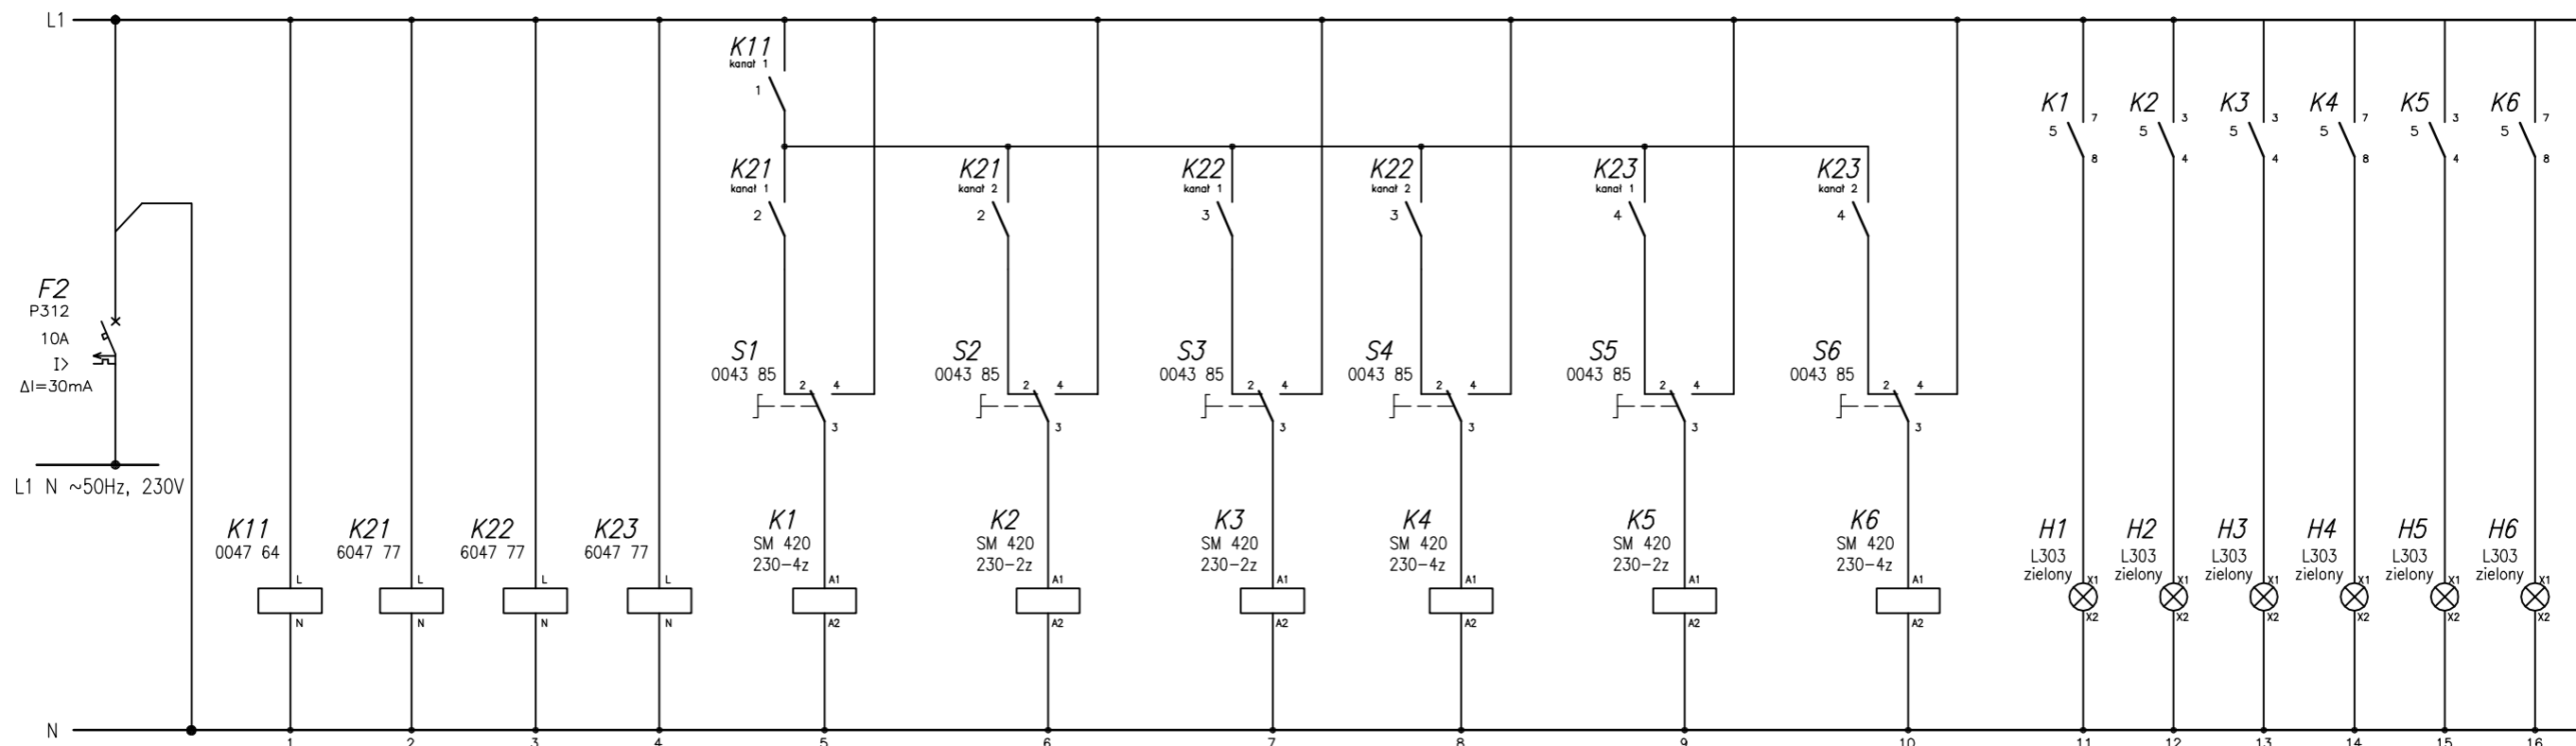 L1
K11
kanał 1
1
K1
5
7
8
K2
5
3
4
K3
5
3
4
K4
5
7
8
K5
5
3
4
K6
5
7
8
K21
kanał 1
2
K21
kanał 2
2
K22
kanał 1
3
K22
kanał 2
3
K23
kanał 1
4
K23
kanał 2
4
F2
P312
10A
I>
ΔI=30mA
L1 N ~50Hz, 230V
S1
0043 85
2 4
3
S2
0043 85
2 4
3
S3
0043 85
2 4
3
S4
0043 85
2 4
3
S5
0043 85
2 4
3
S6
0043 85
2 4
3
K11
0047 64
L
N
K21
6047 77
L
N
K22
6047 77
L
N
K23
6047 77
L
N
K1
SM 420
230-4z
A1
A2
K2
SM 420
230-2z
A1
A2
K3
SM 420
230-2z
A1
A2
K4
SM 420
230-4z
A1
A2
K5
SM 420
230-2z
A1
A2
K6
SM 420
230-4z
A1
A2
H1
L303
zielony
X1
X2
H2
L303
zielony
X1
X2
H3
L303
zielony
X1
X2
H4
L303
zielony
X1
X2
H5
L303
zielony
X1
X2
H6
L303
zielony
X1
X2
N
1 2 3 4 5 6 7 8 9 10 11 12 13 14 15 16